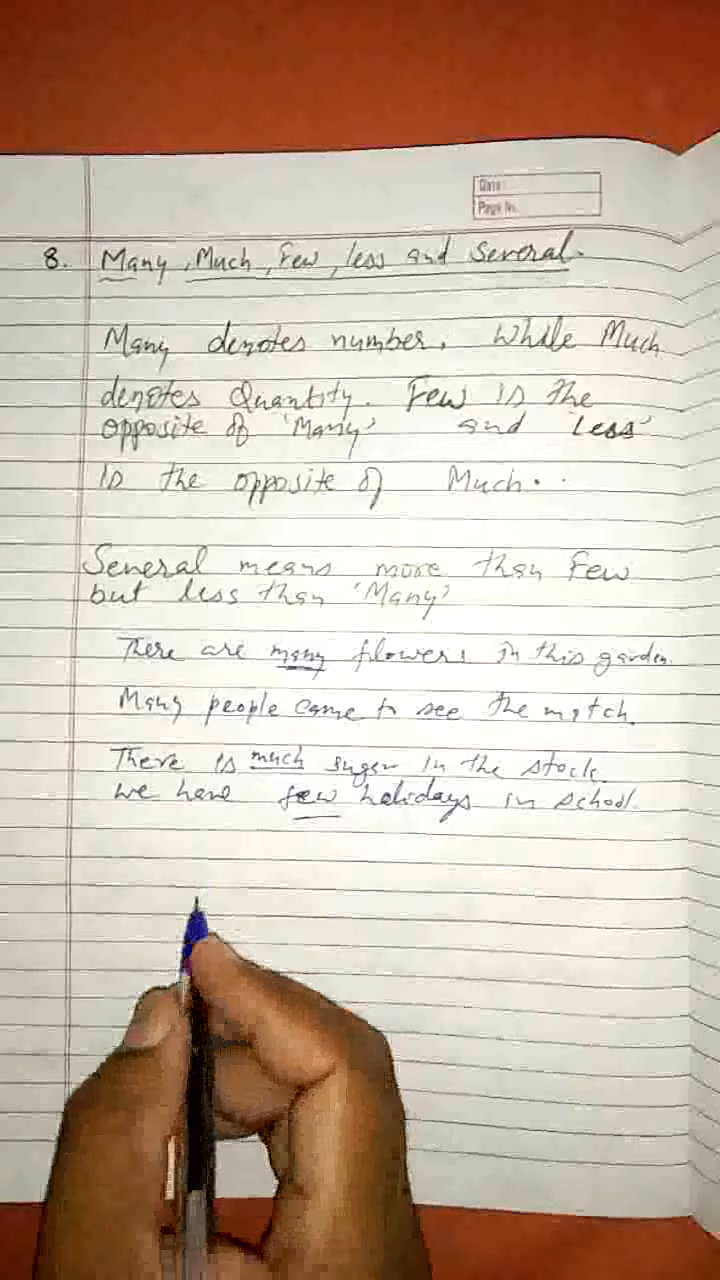 Date:
Page No.
8. Many, Much, Few, less and Several.
Many denotes number. While Much
denotes Quantity. Few is the
opposite of 'Many' and 'Less'
is the opposite of Much.
Several means more than Few
but less than 'Many'
There are many flowers in this garden.
Many people came to see the match.
There is much suger in the stock.
We have few holidays in school.